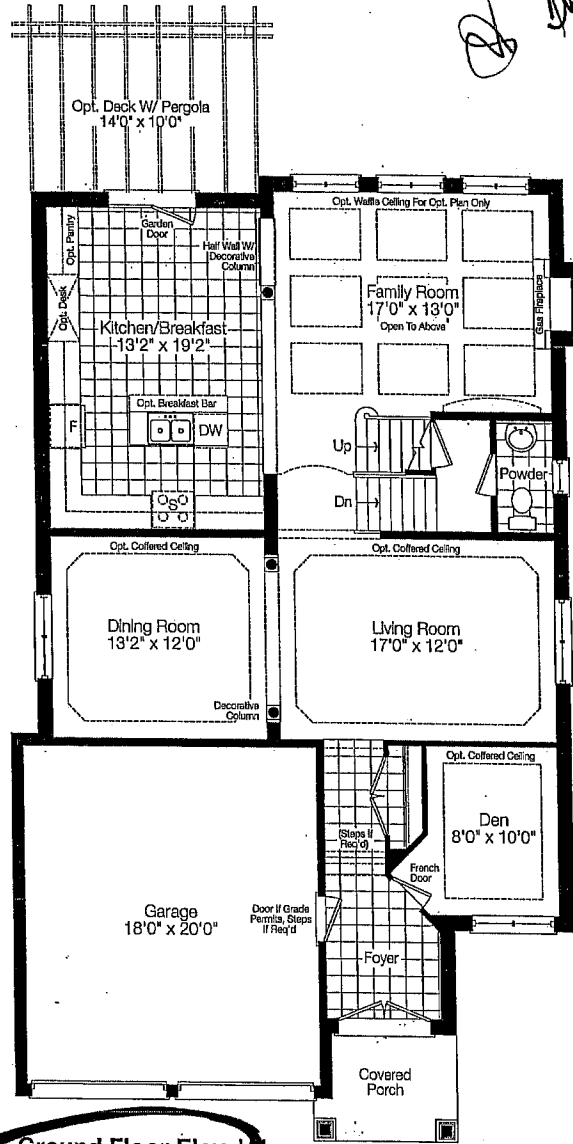 Opt. Deck W/ Pergola
14'0" x 10'0"
Opt. Waffle Ceiling For Opt. Plan Only
Garden
Door
Opt. Pantry
Half Wall W/
Decorative
Column
Opt. Desk
Family Room
17'0" x 13'0"
Open To Above
Gas Fireplace
Kitchen/Breakfast
13'2" x 19'2"
Opt. Breakfast Bar
F
DW
Up
Powder
S
Dn
Opt. Coffered Ceiling
Opt. Coffered Ceiling
Dining Room
13'2" x 12'0"
Living Room
17'0" x 12'0"
Decorative
Column
Opt. Coffered Ceiling
Den
8'0" x 10'0"
(Steps If
Req'd)
French
Door
Garage
18'0" x 20'0"
Door If Grade
Permits, Steps
If Req'd
Foyer
Covered
Porch
Ground Floor